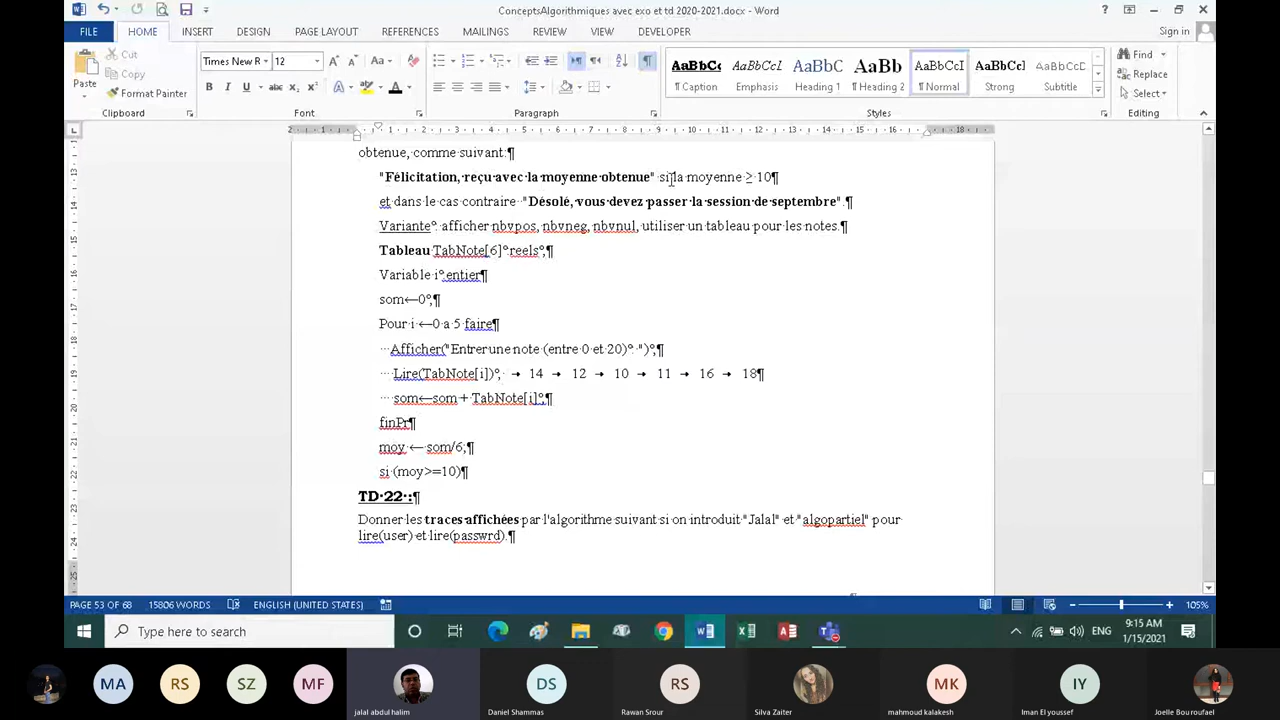 ConceptsAlgorithmiques avec exo et td 2020-2021.docx - Word
FILE HOME INSERT DESIGN PAGE LAYOUT REFERENCES MAILINGS REVIEW VIEW DEVELOPER Sign in
Paste Cut Copy Format Painter
Times New R 12
AaBbCc AaBbCcI AaBbC AaBb AaBbCcI AaBbCcl AaBbCcI
¶ Caption Emphasis Heading 1 ¶ Heading 2 ¶ Normal Strong Subtitle
Find Replace Select
Clipboard Font Paragraph Styles Editing
obtenue, comme suivant:¶
"Félicitation, reçu avec la moyenne obtenue" si la moyenne ≥ 10¶
et dans le cas contraire "Désolé, vous devez passer la session de septembre".¶
Variante°: afficher nbvpos, nbvneg, nbvnul, utiliser un tableau pour les notes.¶
Tableau TabNote[6]°:reels°;¶
Variable i°:entier¶
som←0°;¶
Pour i ←0 a 5 faire¶
Afficher("Entrer une note (entre 0 et 20)°: ")°;¶
Lire(TabNote[i])°; → 14 → 12 → 10 → 11 → 16 → 18¶
som←som + TabNote[i]°;¶
finPr¶
moy ← som/6;¶
si (moy>=10)¶
TD 22 :¶
Donner les traces affichées par l'algorithme suivant si on introduit "Jalal" et "algopartiel" pour
lire(user) et lire(passwrd).¶
PAGE 53 OF 68 15806 WORDS ENGLISH (UNITED STATES) 105%
Type here to search ENG 9:15 AM
1/15/2021
MA RS SZ MF DS RS MK IY
jalal abdul halim Daniel Shammas Rawan Srour Silva Zaiter mahmoud kalakesh Iman El youssef Joelle Bou roufael